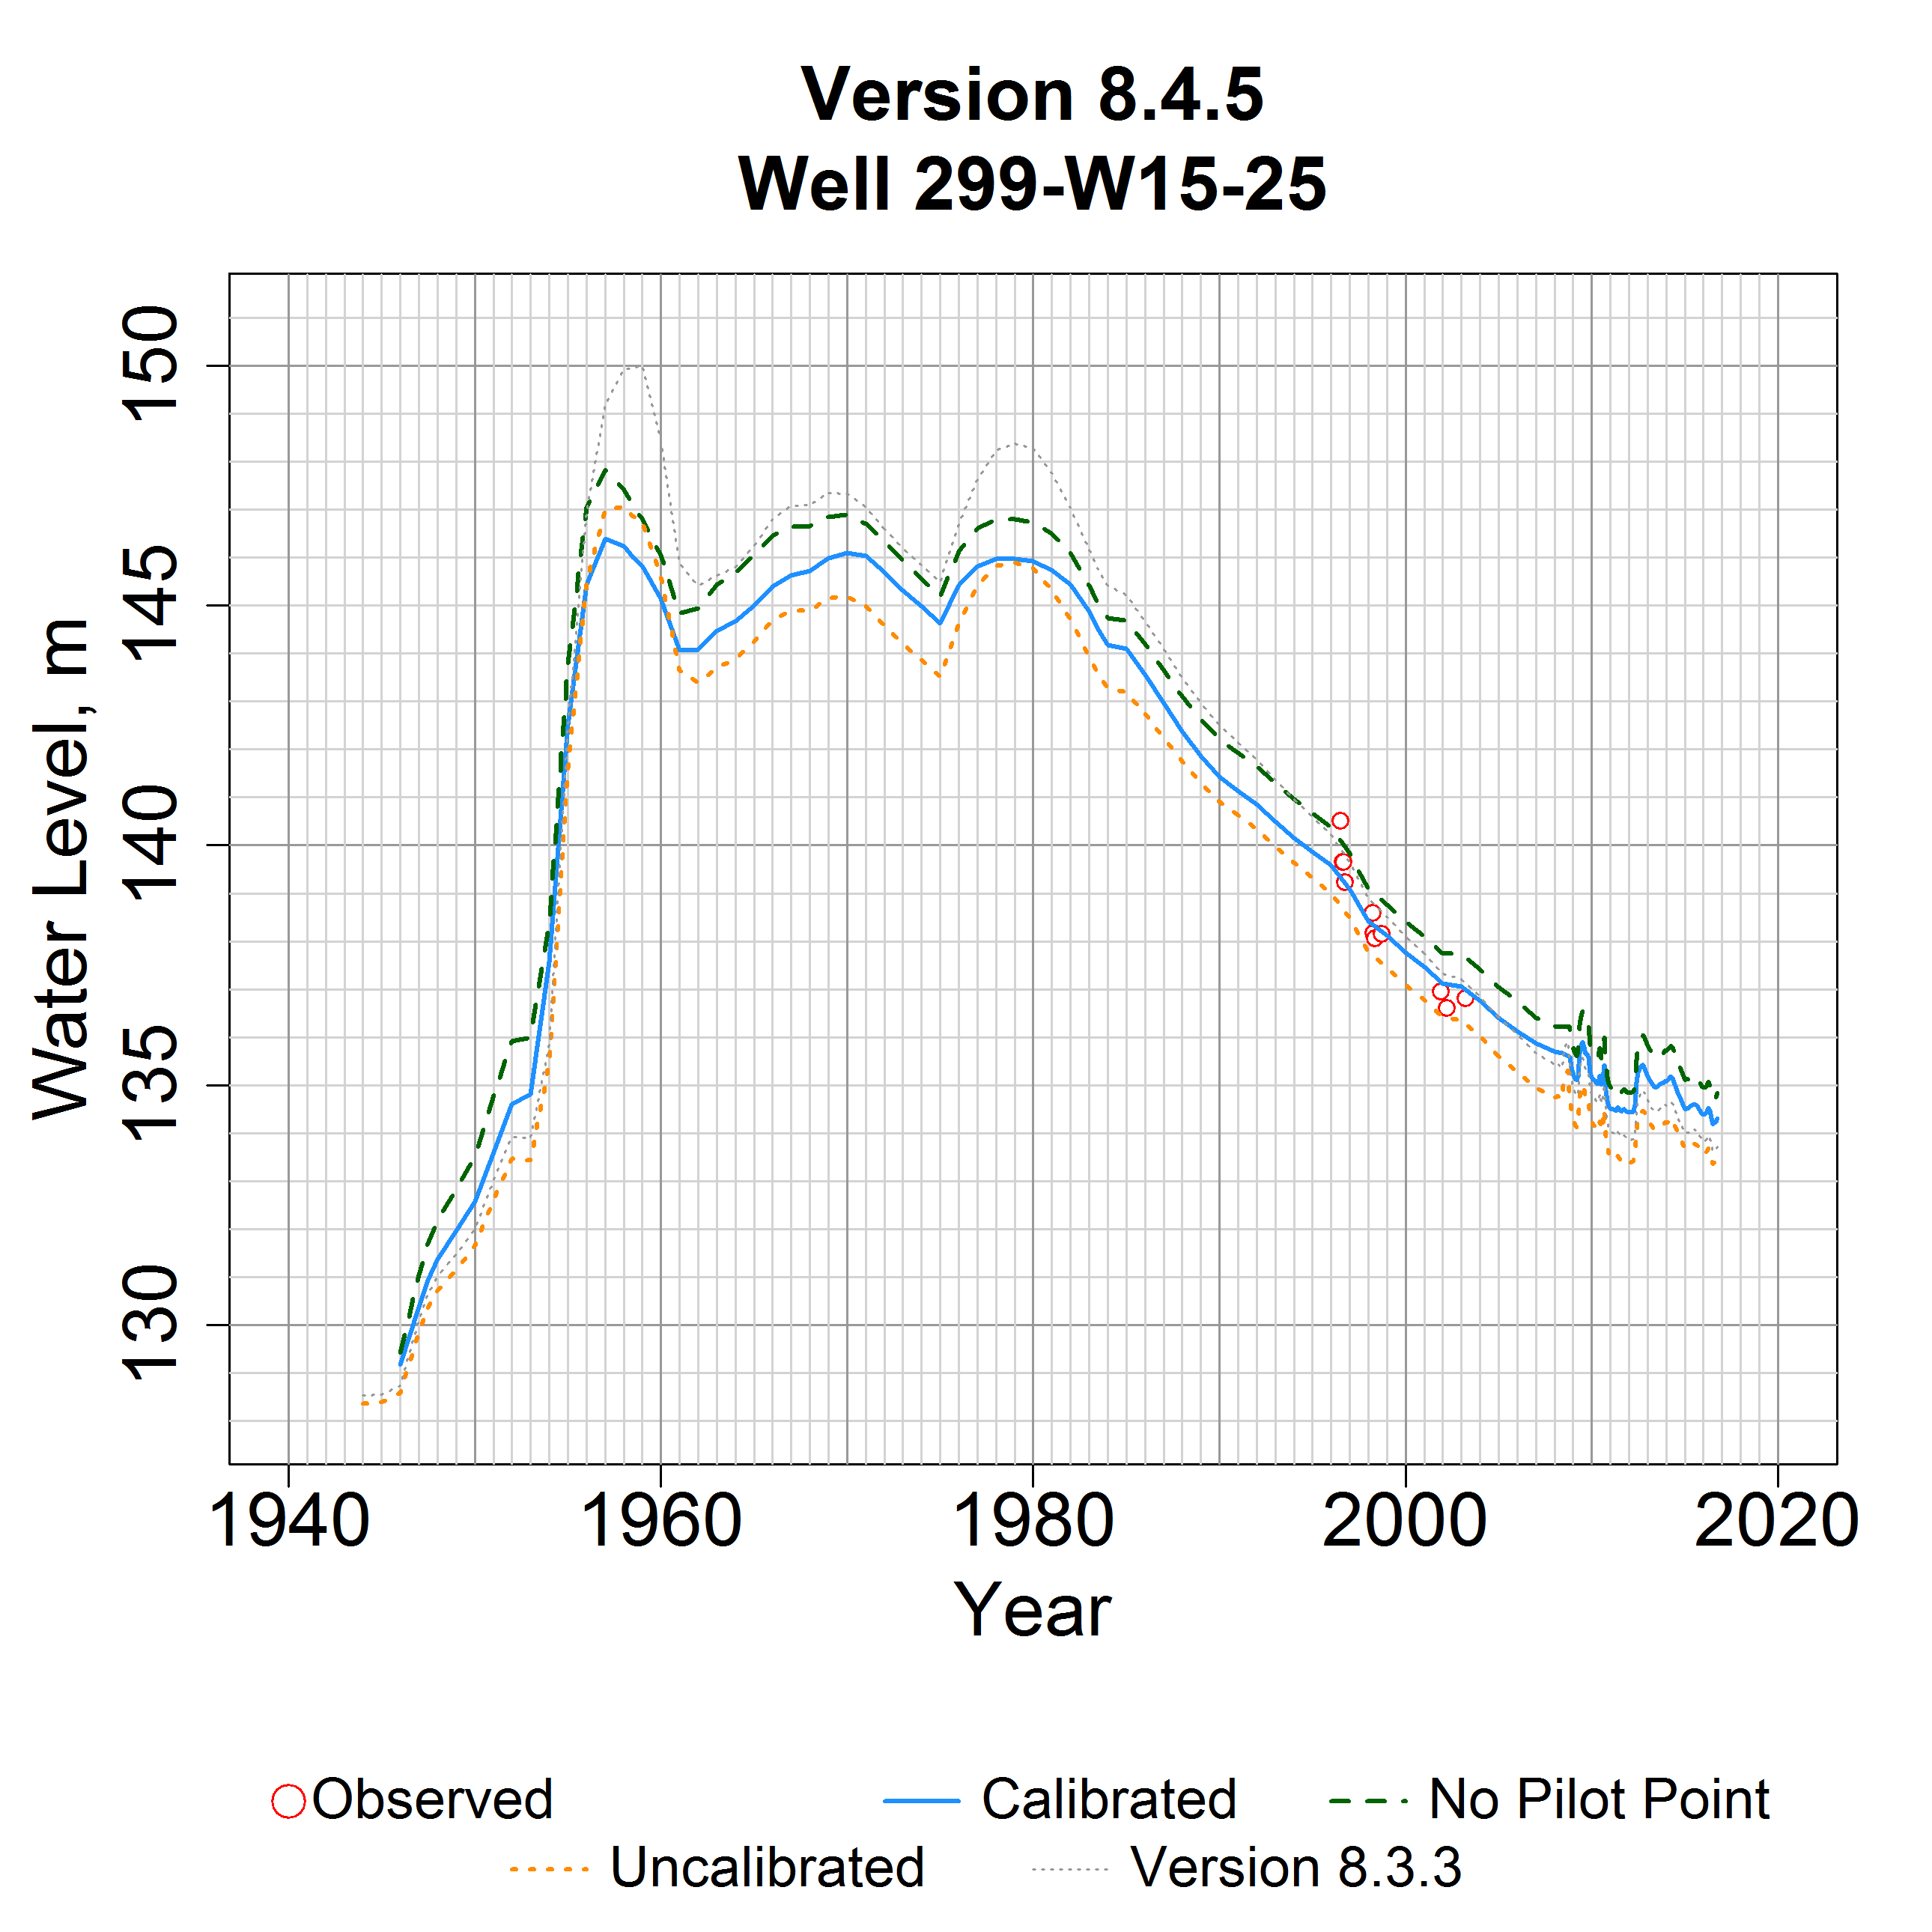 Version 8.4.5
Well 299-W15-25
Water Level, m
150
145
140
135
130
1940 1960 1980 2000 2020
Year
Observed Calibrated No Pilot Point
Uncalibrated Version 8.3.3